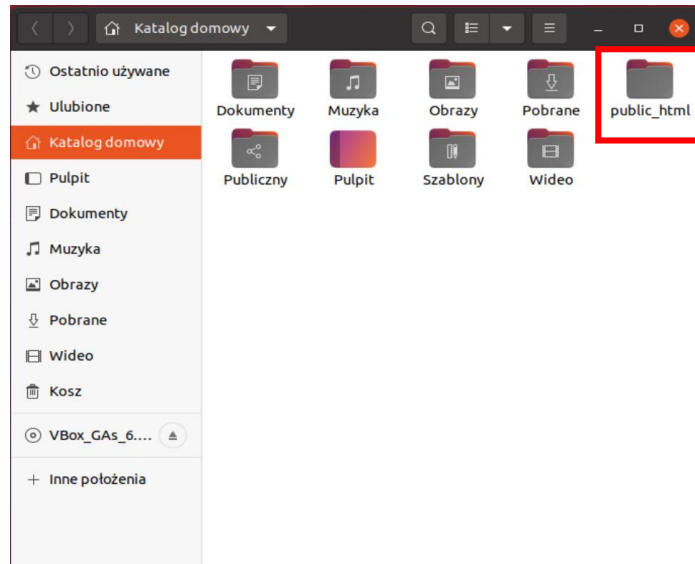 Katalog domowy
Ostatnio używane
Ulubione
Katalog domowy
Pulpit
Dokumenty
Muzyka
Obrazy
Pobrane
Wideo
Kosz
VBox_GAs_6....
Inne położenia
Dokumenty Muzyka Obrazy Pobrane public_html
Publiczny Pulpit Szablony Wideo